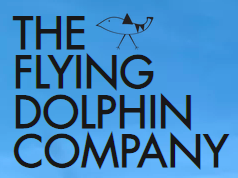 THE
FLYING
DOLPHIN
COMPANY